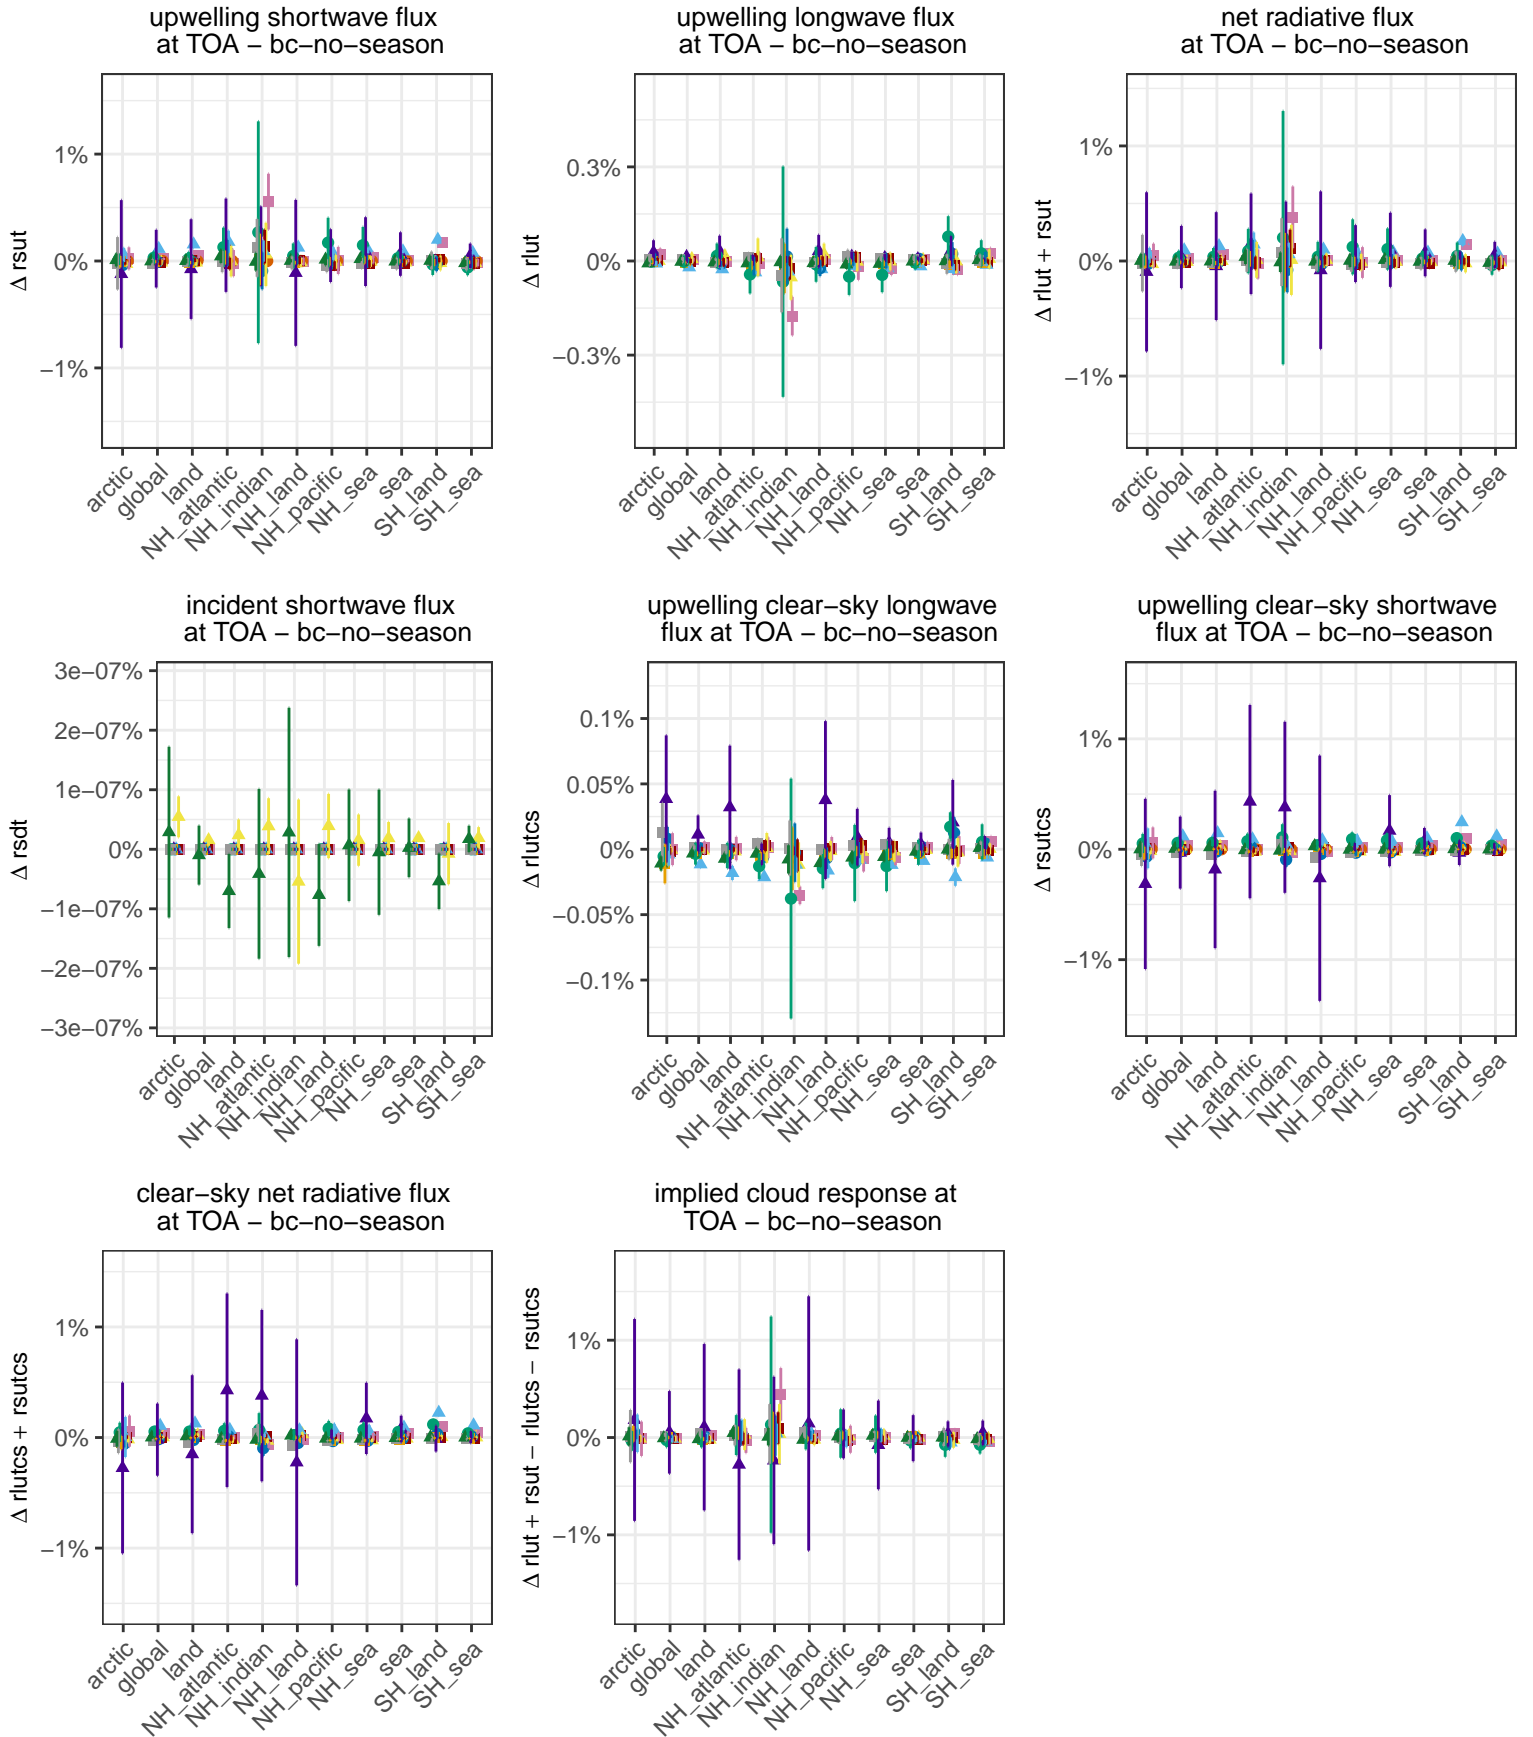 upwelling shortwave flux
at TOA − bc−no−season
Δ rsut
1%
0%
−1%
arctic
global
land
NH_atlantic
NH_indian
NH_land
NH_pacific
NH_sea
sea
SH_land
SH_sea
upwelling longwave flux
at TOA − bc−no−season
Δ rlut
0.3%
0%
−0.3%
arctic
global
land
NH_atlantic
NH_indian
NH_land
NH_pacific
NH_sea
sea
SH_land
SH_sea
net radiative flux
at TOA − bc−no−season
Δ rlut + rsut
1%
0%
−1%
arctic
global
land
NH_atlantic
NH_indian
NH_land
NH_pacific
NH_sea
sea
SH_land
SH_sea
incident shortwave flux
at TOA − bc−no−season
Δ rsdt
3e−07%
2e−07%
1e−07%
0%
−1e−07%
−2e−07%
−3e−07%
arctic
global
land
NH_atlantic
NH_indian
NH_land
NH_pacific
NH_sea
sea
SH_land
SH_sea
upwelling clear−sky longwave
flux at TOA − bc−no−season
Δ rlutcs
0.1%
0.05%
0%
−0.05%
−0.1%
arctic
global
land
NH_atlantic
NH_indian
NH_land
NH_pacific
NH_sea
sea
SH_land
SH_sea
upwelling clear−sky shortwave
flux at TOA − bc−no−season
Δ rsutcs
1%
0%
−1%
arctic
global
land
NH_atlantic
NH_indian
NH_land
NH_pacific
NH_sea
sea
SH_land
SH_sea
clear−sky net radiative flux
at TOA − bc−no−season
Δ rlutcs + rsutcs
1%
0%
−1%
arctic
global
land
NH_atlantic
NH_indian
NH_land
NH_pacific
NH_sea
sea
SH_land
SH_sea
implied cloud response at
TOA − bc−no−season
Δ rlut + rsut − rlutcs − rsutcs
1%
0%
−1%
arctic
global
land
NH_atlantic
NH_indian
NH_land
NH_pacific
NH_sea
sea
SH_land
SH_sea